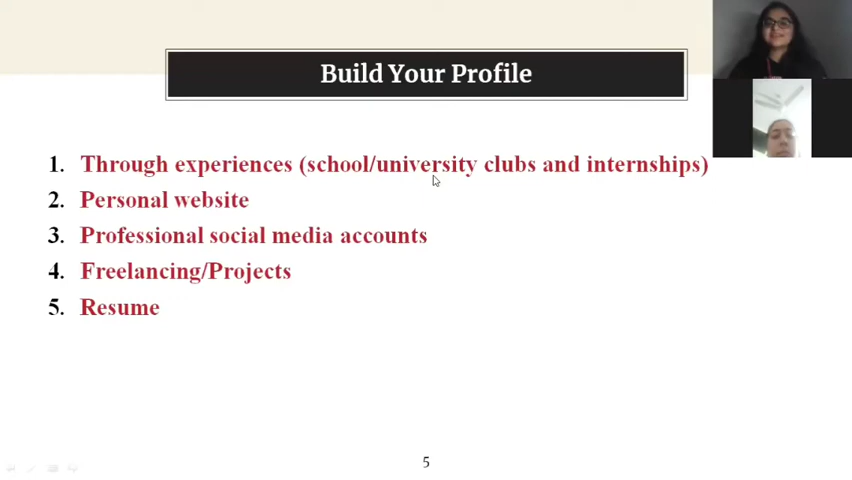 Build Your Profile
1. Through experiences (school/university clubs and internships)
2. Personal website
3. Professional social media accounts
4. Freelancing/Projects
5. Resume
5